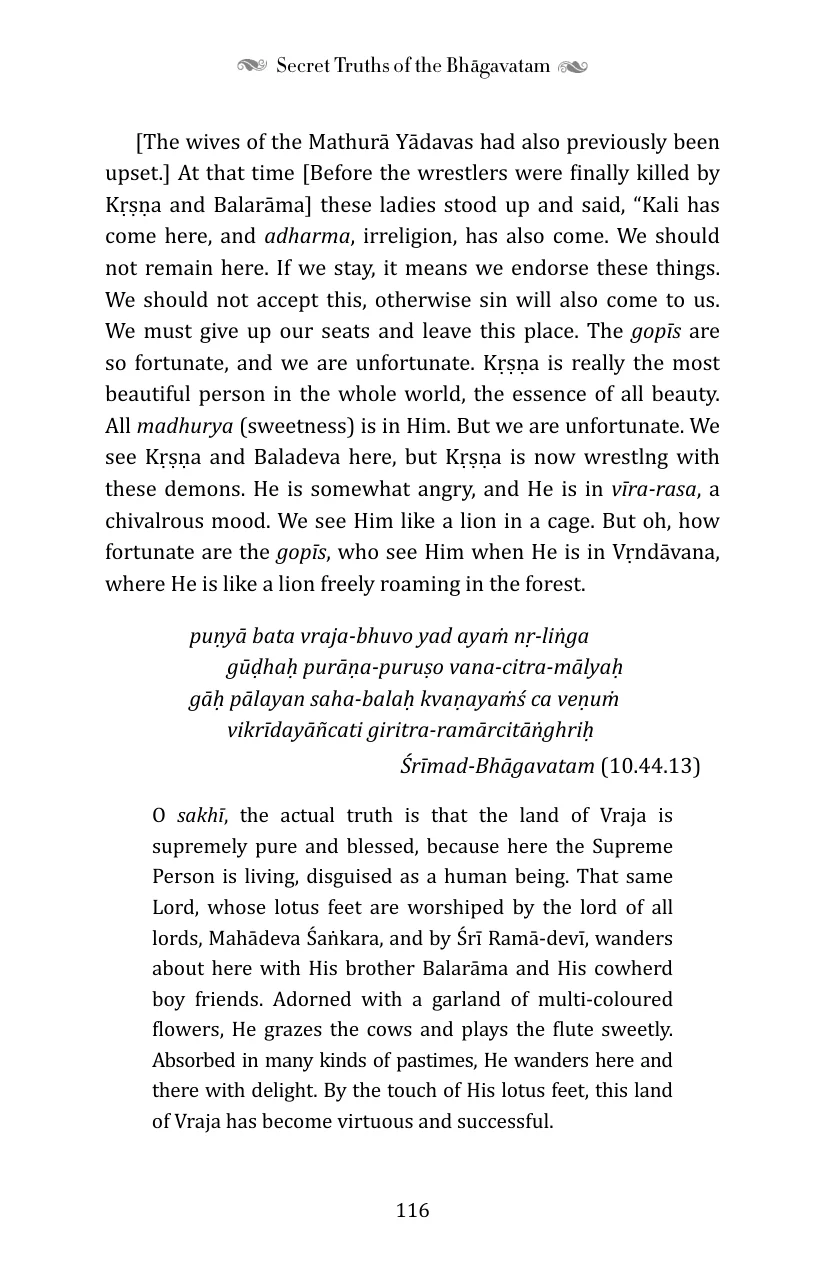 Secret Truths of the Bhāgavatam
[The wives of the Mathurā Yādavas had also previously been
upset.] At that time [Before the wrestlers were finally killed by
Kṛṣṇa and Balarāma] these ladies stood up and said, “Kali has
come here, and adharma, irreligion, has also come. We should
not remain here. If we stay, it means we endorse these things.
We should not accept this, otherwise sin will also come to us.
We must give up our seats and leave this place. The gopīs are
so fortunate, and we are unfortunate. Kṛṣṇa is really the most
beautiful person in the whole world, the essence of all beauty.
All madhurya (sweetness) is in Him. But we are unfortunate. We
see Kṛṣṇa and Baladeva here, but Kṛṣṇa is now wrestlng with
these demons. He is somewhat angry, and He is in vīra-rasa, a
chivalrous mood. We see Him like a lion in a cage. But oh, how
fortunate are the gopīs, who see Him when He is in Vṛndāvana,
where He is like a lion freely roaming in the forest.
puṇyā bata vraja-bhuvo yad ayaṁ nṛ-liṅga
gūḍhaḥ purāṇa-puruṣo vana-citra-mālyaḥ
gāḥ pālayan saha-balaḥ kvaṇayaṁś ca veṇuṁ
vikrīdayāñcati giritra-ramārcitāṅghriḥ
Śrīmad-Bhāgavatam (10.44.13)
O sakhī, the actual truth is that the land of Vraja is
supremely pure and blessed, because here the Supreme
Person is living, disguised as a human being. That same
Lord, whose lotus feet are worshiped by the lord of all
lords, Mahādeva Śaṅkara, and by Śrī Ramā-devī, wanders
about here with His brother Balarāma and His cowherd
boy friends. Adorned with a garland of multi-coloured
flowers, He grazes the cows and plays the flute sweetly.
Absorbed in many kinds of pastimes, He wanders here and
there with delight. By the touch of His lotus feet, this land
of Vraja has become virtuous and successful.
116